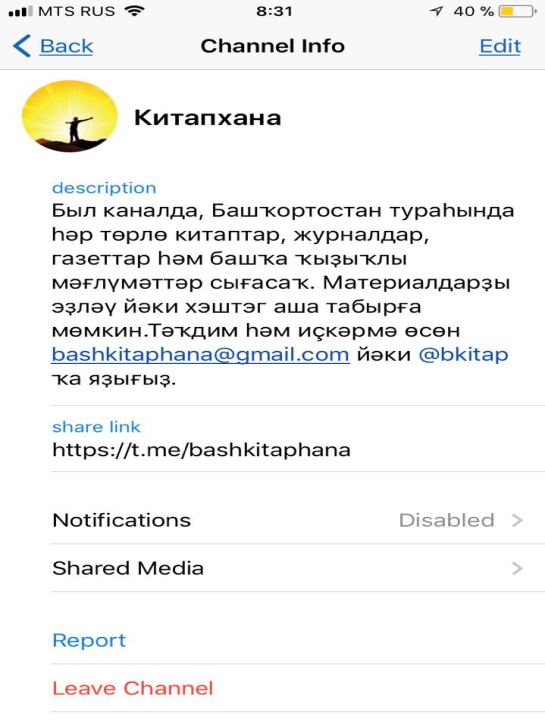 MTS RUS 8:31 40 %
Back Channel Info Edit
Китапхана
description
Был каналда, Башҡортостан тураһында
һәр төрлө китаптар, журналдар,
газеттар һәм башҡа ҡыҙыҡлы
мәғлүмәттәр сығасаҡ. Материалдарҙы
эҙләү йәки хэштэг аша табырға
мөмкин.Тәҡдим һәм иҫкәрмә өсөн
bashkitaphana@gmail.com йәки @bkitap
ҡа яҙығыҙ.
share link
https://t.me/bashkitaphana
Notifications Disabled
Shared Media
Report
Leave Channel